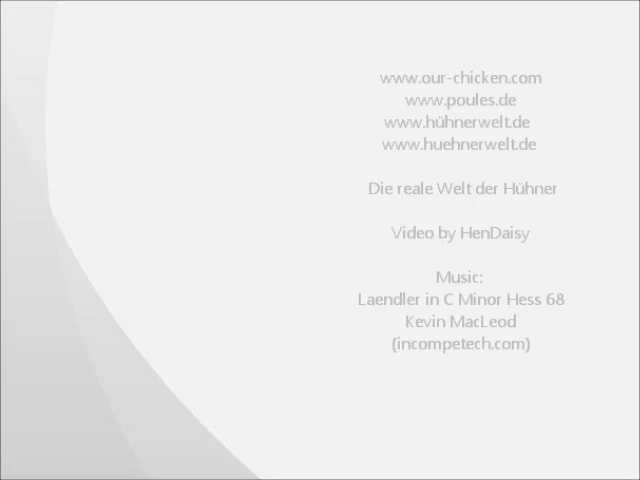 www.our-chicken.com
www.poules.de
www.hühnerwelt.de
www.huehnerwelt.de
Die reale Welt der Hühner
Video by HenDaisy
Music:
Laendler in C Minor Hess 68
Kevin MacLeod
(incompetech.com)